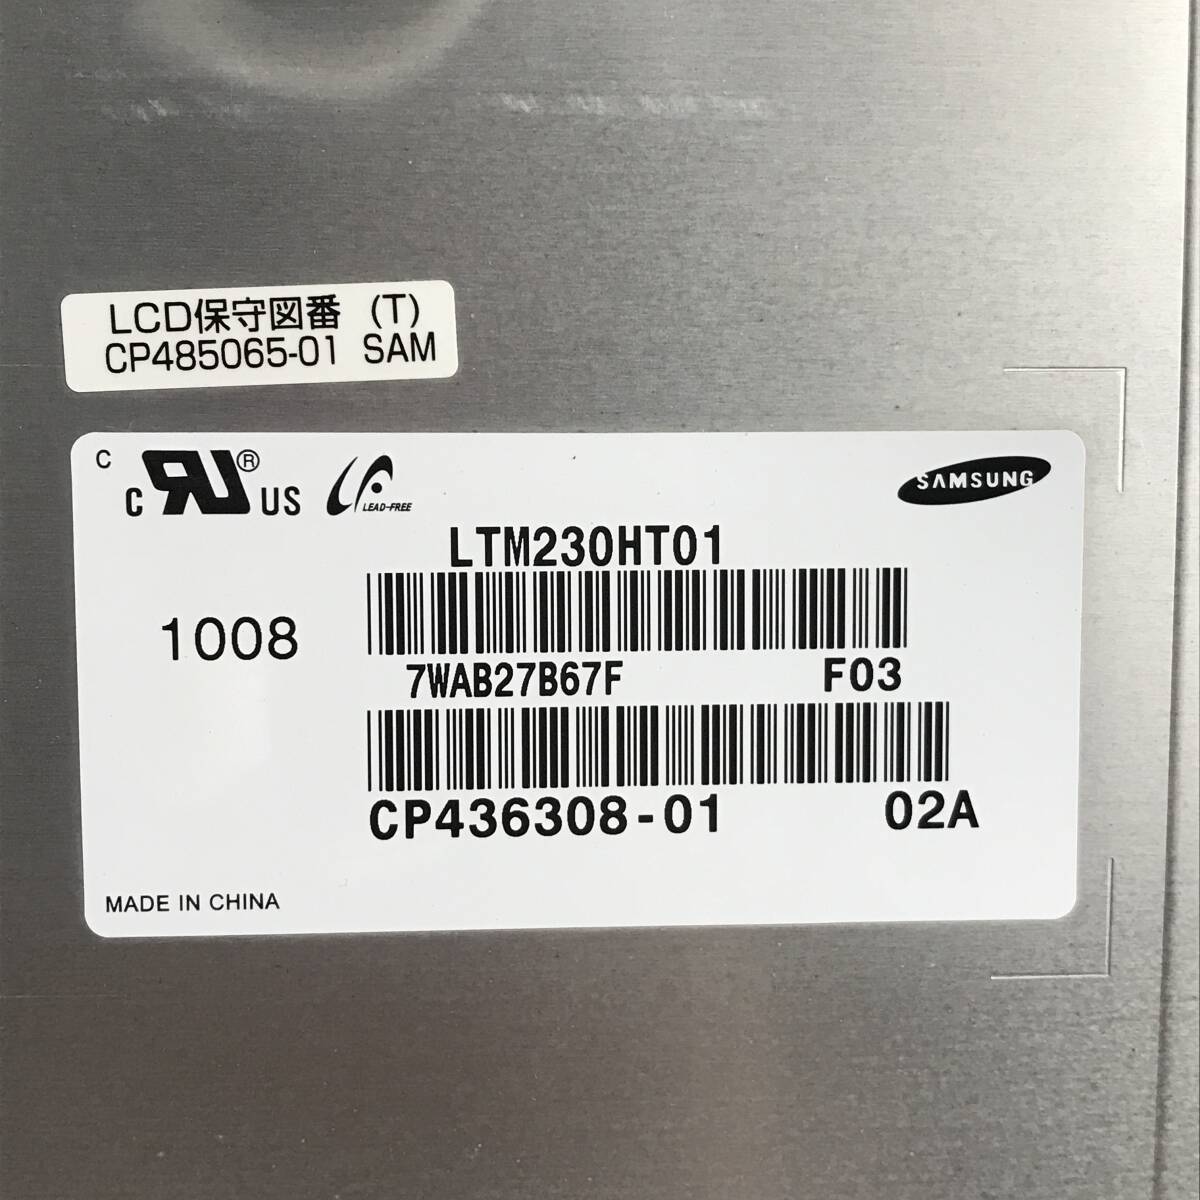 LCD保守図番 (T)
CP485065-01 SAM
C
c RU® US
LEAD-FREE
SAMSUNG
LTM230HT01
1008
7WAB27B67F F03
CP436308-01 02A
MADE IN CHINA